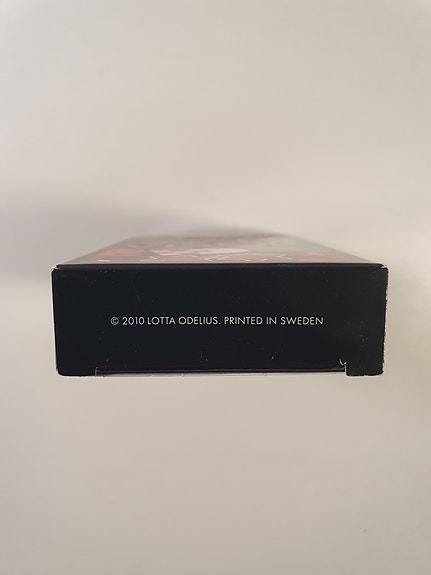 © 2010 LOTTA ODELIUS. PRINTED IN SWEDEN